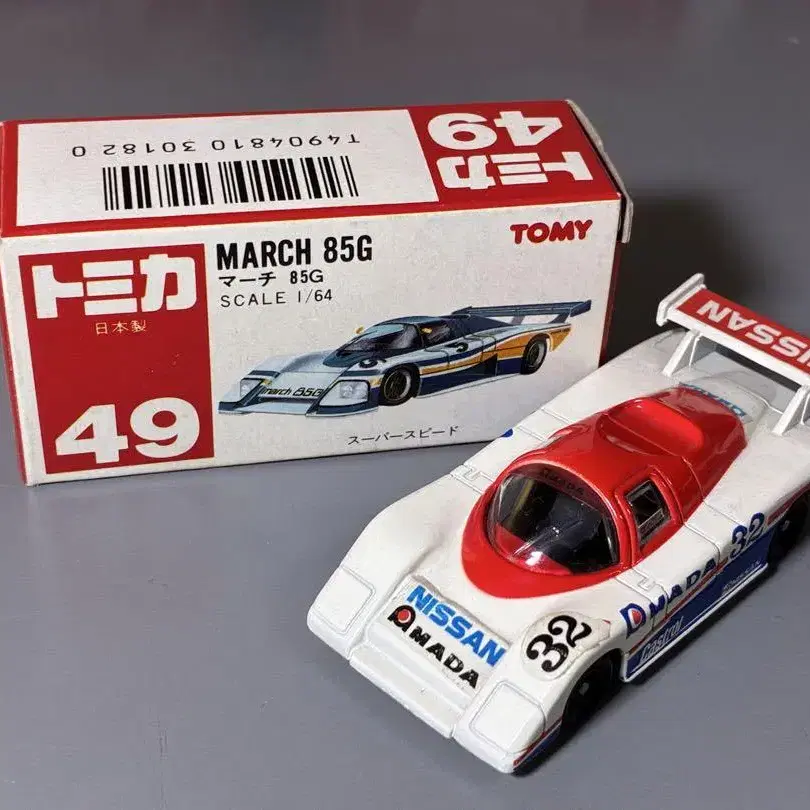 T4904810 30182 0
トミカ
49
トミカ
日本製
49
MARCH 85G
マーチ 85G
SCALE 1/64
TOMY
march 85G
スーパースピード
NISSAN
AMADA
32
NISSAN
AMADA
32
AMADA
Castrol